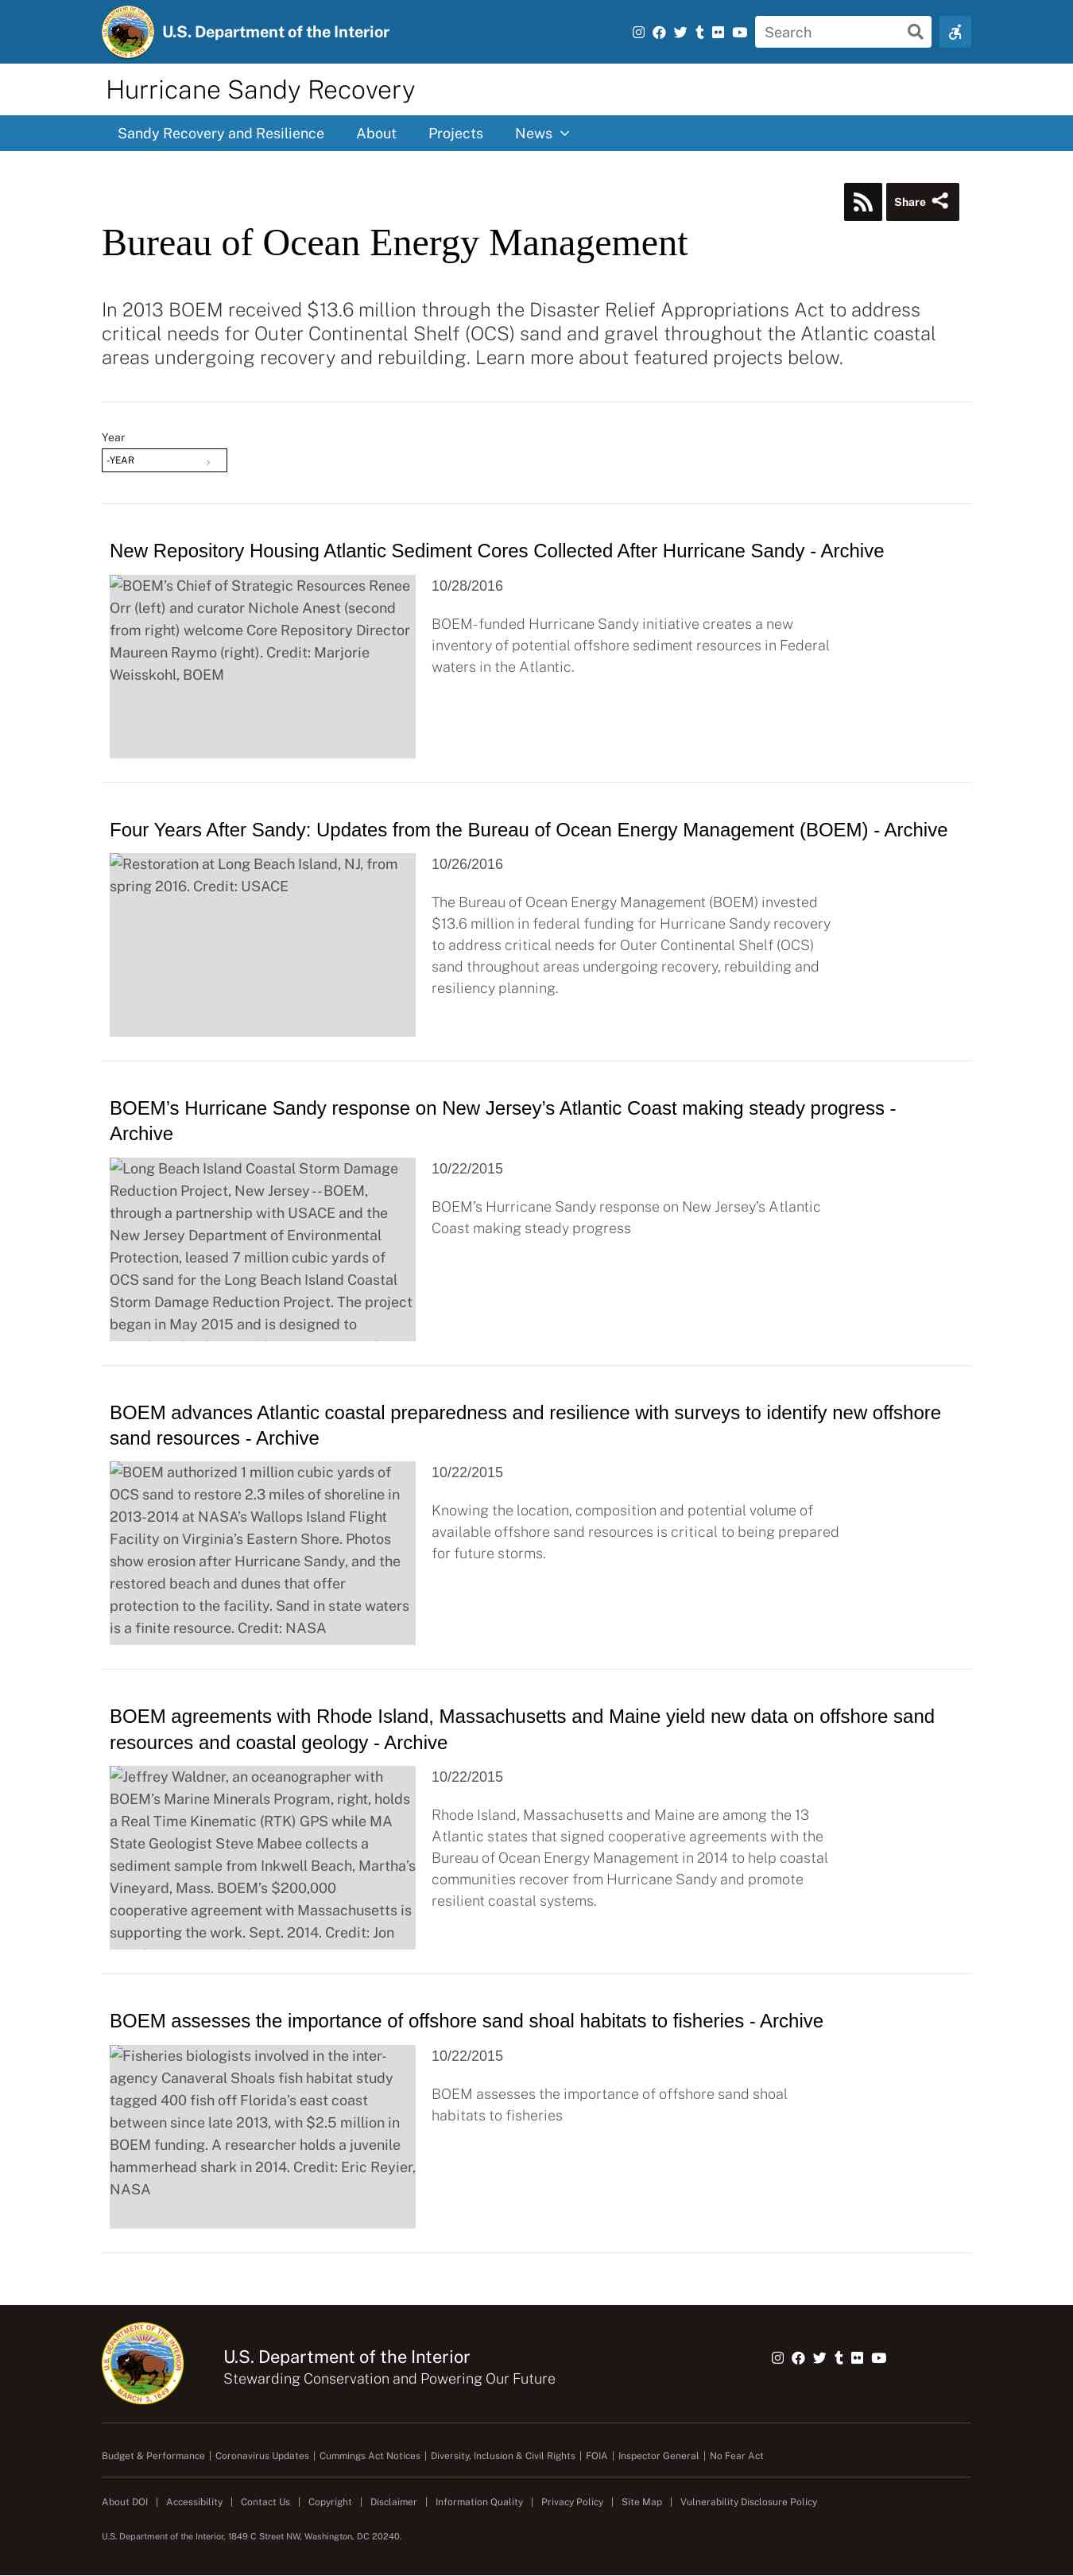 U.S. Department of the Interior
Search
Hurricane Sandy Recovery
Sandy Recovery and Resilience
About
Projects
News
Share
Bureau of Ocean Energy Management
In 2013 BOEM received $13.6 million through the Disaster Relief Appropriations Act to address
critical needs for Outer Continental Shelf (OCS) sand and gravel throughout the Atlantic coastal
areas undergoing recovery and rebuilding. Learn more about featured projects below.
Year
-YEAR
New Repository Housing Atlantic Sediment Cores Collected After Hurricane Sandy - Archive
BOEM’s Chief of Strategic Resources Renee
Orr (left) and curator Nichole Anest (second
from right) welcome Core Repository Director
Maureen Raymo (right). Credit: Marjorie
Weisskohl, BOEM
10/28/2016
BOEM-funded Hurricane Sandy initiative creates a new
inventory of potential offshore sediment resources in Federal
waters in the Atlantic.
Four Years After Sandy: Updates from the Bureau of Ocean Energy Management (BOEM) - Archive
Restoration at Long Beach Island, NJ, from
spring 2016. Credit: USACE
10/26/2016
The Bureau of Ocean Energy Management (BOEM) invested
$13.6 million in federal funding for Hurricane Sandy recovery
to address critical needs for Outer Continental Shelf (OCS)
sand throughout areas undergoing recovery, rebuilding and
resiliency planning.
BOEM’s Hurricane Sandy response on New Jersey’s Atlantic Coast making steady progress -
Archive
Long Beach Island Coastal Storm Damage
Reduction Project, New Jersey -- BOEM,
through a partnership with USACE and the
New Jersey Department of Environmental
Protection, leased 7 million cubic yards of
OCS sand for the Long Beach Island Coastal
Storm Damage Reduction Project. The project
began in May 2015 and is designed to
10/22/2015
BOEM’s Hurricane Sandy response on New Jersey’s Atlantic
Coast making steady progress
BOEM advances Atlantic coastal preparedness and resilience with surveys to identify new offshore
sand resources - Archive
BOEM authorized 1 million cubic yards of
OCS sand to restore 2.3 miles of shoreline in
2013-2014 at NASA’s Wallops Island Flight
Facility on Virginia’s Eastern Shore. Photos
show erosion after Hurricane Sandy, and the
restored beach and dunes that offer
protection to the facility. Sand in state waters
is a finite resource. Credit: NASA
10/22/2015
Knowing the location, composition and potential volume of
available offshore sand resources is critical to being prepared
for future storms.
BOEM agreements with Rhode Island, Massachusetts and Maine yield new data on offshore sand
resources and coastal geology - Archive
Jeffrey Waldner, an oceanographer with
BOEM’s Marine Minerals Program, right, holds
a Real Time Kinematic (RTK) GPS while MA
State Geologist Steve Mabee collects a
sediment sample from Inkwell Beach, Martha’s
Vineyard, Mass. BOEM’s $200,000
cooperative agreement with Massachusetts is
supporting the work. Sept. 2014. Credit: Jon
10/22/2015
Rhode Island, Massachusetts and Maine are among the 13
Atlantic states that signed cooperative agreements with the
Bureau of Ocean Energy Management in 2014 to help coastal
communities recover from Hurricane Sandy and promote
resilient coastal systems.
BOEM assesses the importance of offshore sand shoal habitats to fisheries - Archive
Fisheries biologists involved in the inter-
agency Canaveral Shoals fish habitat study
tagged 400 fish off Florida’s east coast
between since late 2013, with $2.5 million in
BOEM funding. A researcher holds a juvenile
hammerhead shark in 2014. Credit: Eric Reyier,
NASA
10/22/2015
BOEM assesses the importance of offshore sand shoal
habitats to fisheries
U.S. DEPARTMENT OF THE INTERIOR
MARCH 3, 1849
U.S. Department of the Interior
Stewarding Conservation and Powering Our Future
Budget & Performance | Coronavirus Updates | Cummings Act Notices | Diversity, Inclusion & Civil Rights | FOIA | Inspector General | No Fear Act
About DOI | Accessibility | Contact Us | Copyright | Disclaimer | Information Quality | Privacy Policy | Site Map | Vulnerability Disclosure Policy
U.S. Department of the Interior, 1849 C Street NW, Washington, DC 20240.